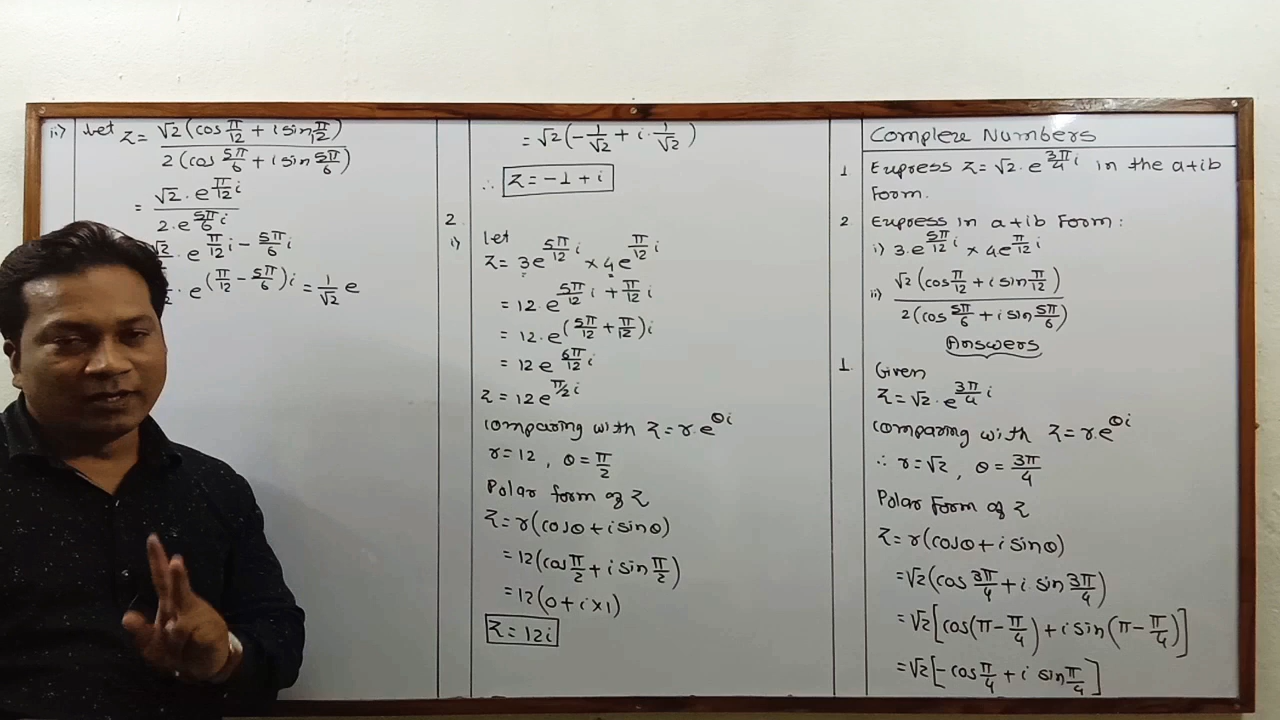 Complex Numbers
1. Express z = √2 . e^(3π/4 i) in the a+ib
Form.
2. Express in a+ib Form:
i) 3.e^(5π/12 i) × 4e^(π/12 i)
ii) √2(cos π/12 + i sin π/12) / 2(cos 5π/6 + i sin 5π/6)
Answers
1. Given
z = √2 . e^(3π/4 i)
Comparing with z = r.e^(θi)
∴ r = √2 , θ = 3π/4
Polar Form of z
z = r(cosθ + i sinθ)
= √2(cos 3π/4 + i sin 3π/4)
= √2[cos(π − π/4) + i sin(π − π/4)]
= √2[−cos π/4 + i sin π/4]
= √2(−1/√2 + i . 1/√2)
∴ z = −1 + i
2.
i) Let
z = 3e^(5π/12 i) × 4e^(π/12 i)
= 12 . e^(5π/12 i + π/12 i)
= 12 . e^((5π/12 + π/12)i)
= 12 e^(6π/12 i)
z = 12e^(π/2 i)
Comparing with z = r.e^(θi)
r = 12 , θ = π/2
Polar form of z
z = r(cosθ + i sinθ)
= 12(cos π/2 + i sin π/2)
= 12(0 + i×1)
z = 12i
ii) Let z = √2(cos π/12 + i sin π/12) / 2(cos 5π/6 + i sin 5π/6)
= √2 . e^(π/12 i) / 2 . e^(5π/6 i)
√2 . e^(π/12 i − 5π/6 i)
. e^((π/12 − 5π/6)i) = 1/√2 e